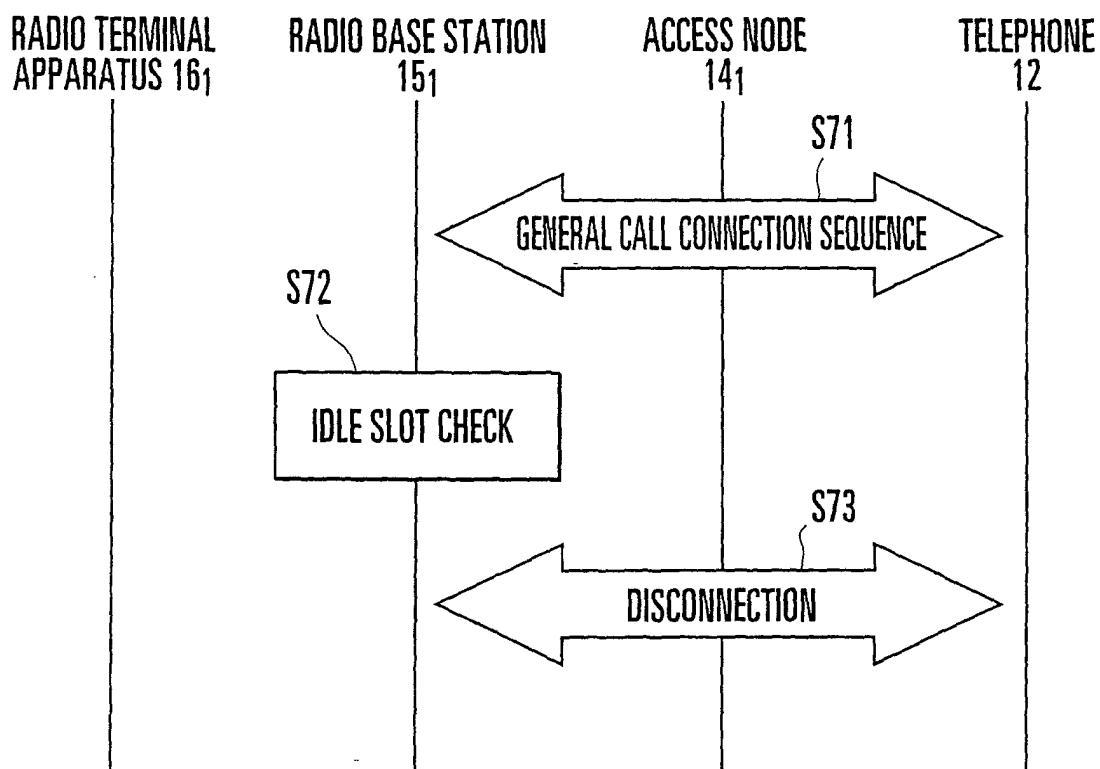 RADIO TERMINAL
APPARATUS 16₁
RADIO BASE STATION
15₁
ACCESS NODE
14₁
TELEPHONE
12
S71
GENERAL CALL CONNECTION SEQUENCE
S72
IDLE SLOT CHECK
S73
DISCONNECTION